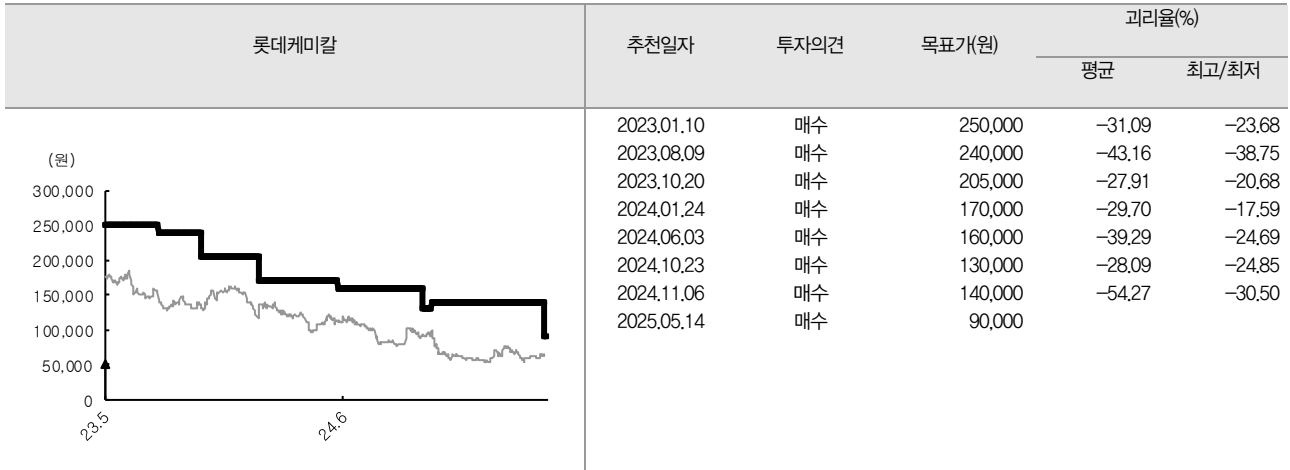 롯데케미칼 추천일자 투자의견 목표가(원) 괴리율(%)
평균 최고/최저
(원)
300,000
250,000
200,000
150,000
100,000
50,000
0
23.5 24.6
2023.01.10 매수 250,000 -31.09 -23.68
2023.08.09 매수 240,000 -43.16 -38.75
2023.10.20 매수 205,000 -27.91 -20.68
2024.01.24 매수 170,000 -29.70 -17.59
2024.06.03 매수 160,000 -39.29 -24.69
2024.10.23 매수 130,000 -28.09 -24.85
2024.11.06 매수 140,000 -54.27 -30.50
2025.05.14 매수 90,000